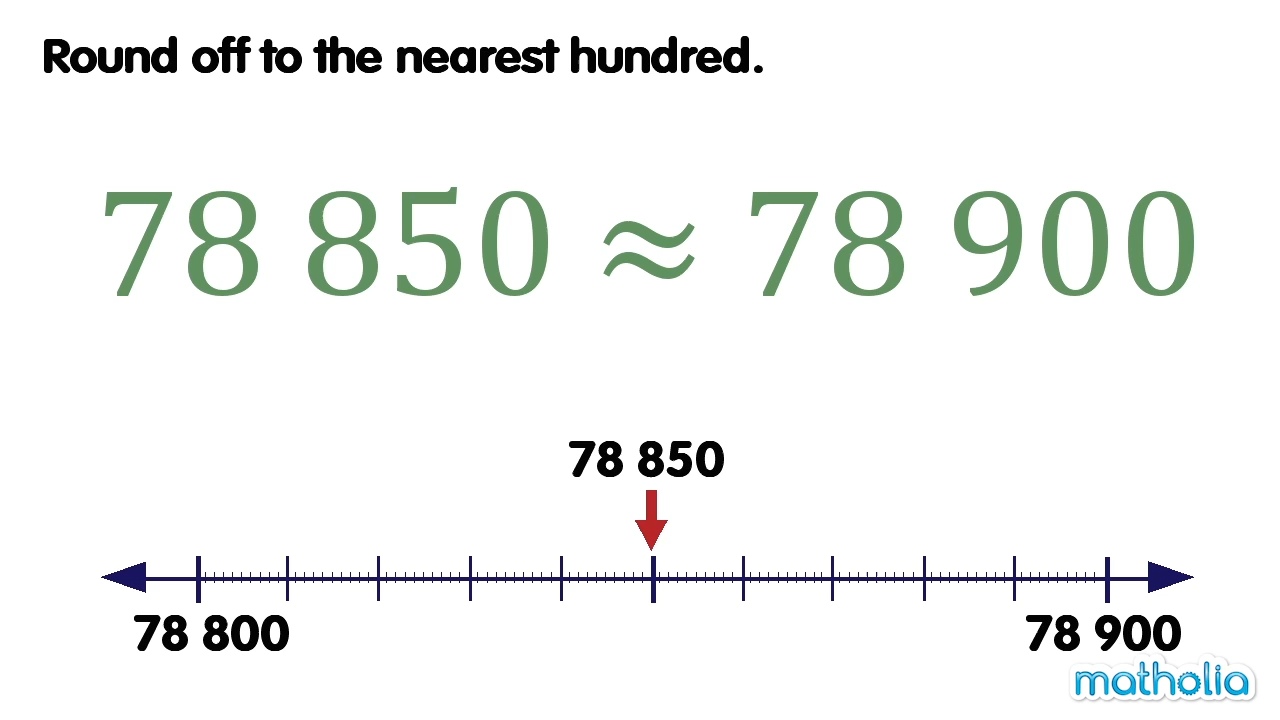 Round off to the nearest hundred.
78 850 ≈ 78 900
78 850
78 800 78 900
matholia